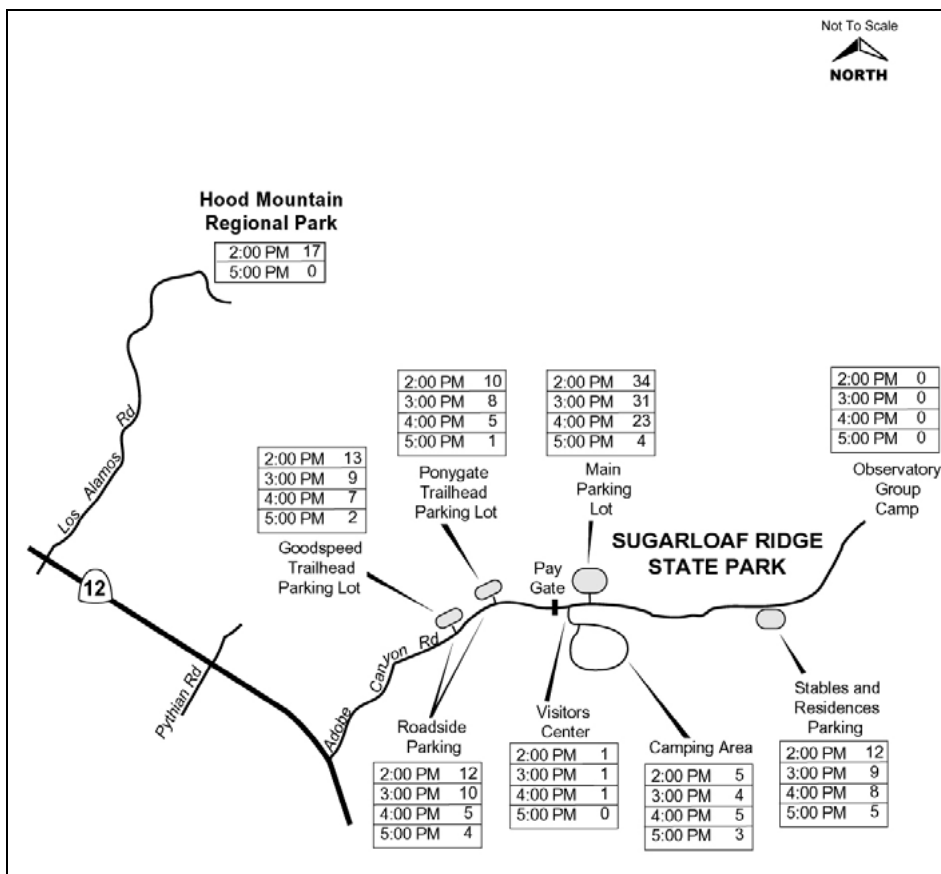 Not To Scale
NORTH
Hood Mountain
Regional Park
2:00 PM 17
5:00 PM 0
Los Alamos Rd
12
Pythian Rd
Adobe Canyon Rd
2:00 PM 13
3:00 PM 9
4:00 PM 7
5:00 PM 2
Goodspeed
Trailhead
Parking Lot
2:00 PM 10
3:00 PM 8
4:00 PM 5
5:00 PM 1
Ponygate
Trailhead
Parking Lot
2:00 PM 34
3:00 PM 31
4:00 PM 23
5:00 PM 4
Main
Parking
Lot
2:00 PM 0
3:00 PM 0
4:00 PM 0
5:00 PM 0
Observatory
Group
Camp
SUGARLOAF RIDGE
STATE PARK
Pay
Gate
Roadside
Parking
2:00 PM 12
3:00 PM 10
4:00 PM 5
5:00 PM 4
Visitors
Center
2:00 PM 1
3:00 PM 1
4:00 PM 1
5:00 PM 0
Camping Area
2:00 PM 5
3:00 PM 4
4:00 PM 5
5:00 PM 3
Stables and
Residences
Parking
2:00 PM 12
3:00 PM 9
4:00 PM 8
5:00 PM 5